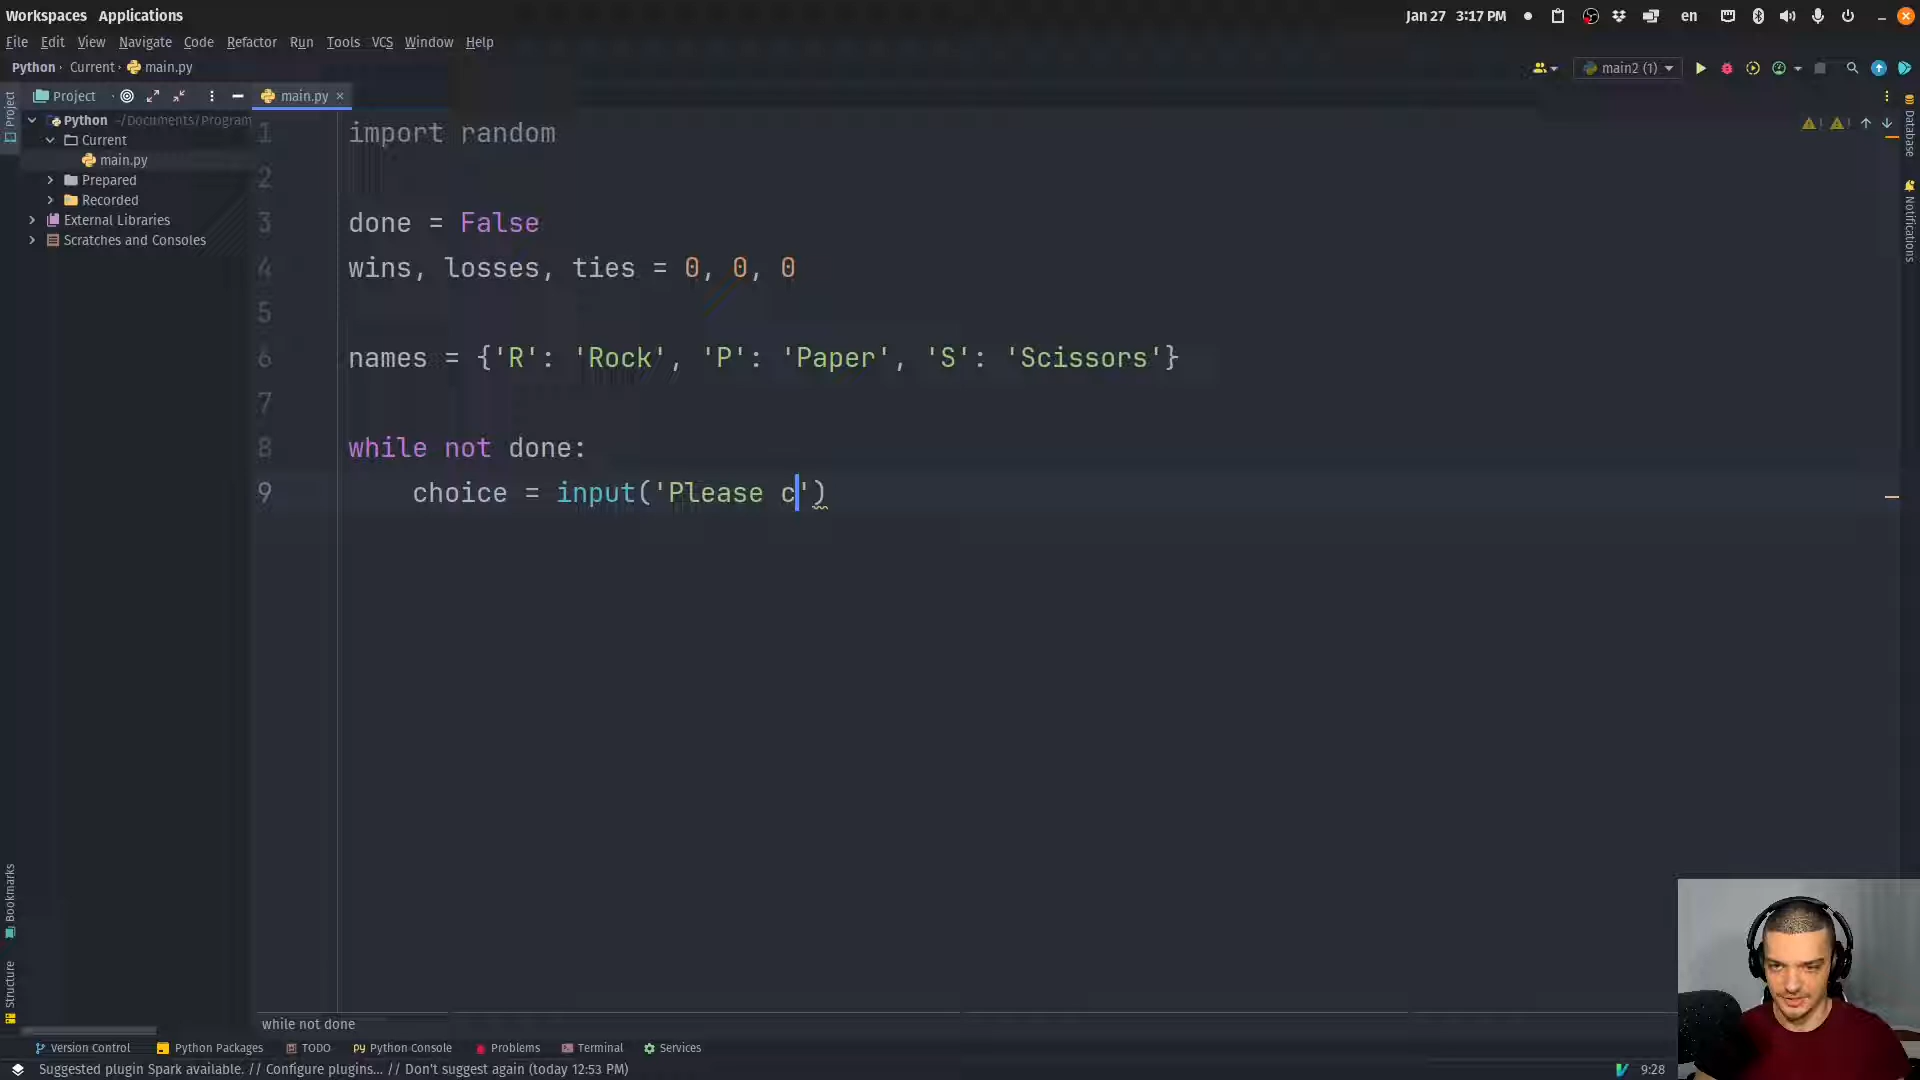 Workspaces Applications
Jan 27 3:17 PM
en
File Edit View Navigate Code Refactor Run Tools VCS Window Help
Python Current main.py
main2 (1)
Project
main.py
Project
Python ~/Documents/Program
Current
main.py
Prepared
Recorded
External Libraries
Scratches and Consoles
1 import random
2
3 done = False
4 wins, losses, ties = 0, 0, 0
5
6 names = {'R': 'Rock', 'P': 'Paper', 'S': 'Scissors'}
7
8 while not done:
9 choice = input('Please c')
Database
Notifications
Bookmarks
Structure
while not done
Version Control Python Packages TODO Python Console Problems Terminal Services
Suggested plugin Spark available. // Configure plugins... // Don't suggest again (today 12:53 PM)
9:28